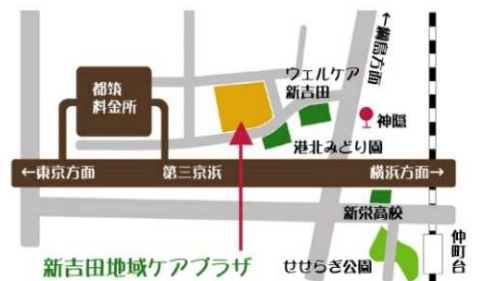 ←綱島方面
ウェルケア
新吉田
都筑
料金所
神隠
港北みどり園
←東京方面
第三京浜
横浜方面→
新栄高校
仲町台
新吉田地域ケアプラザ
せせらぎ公園